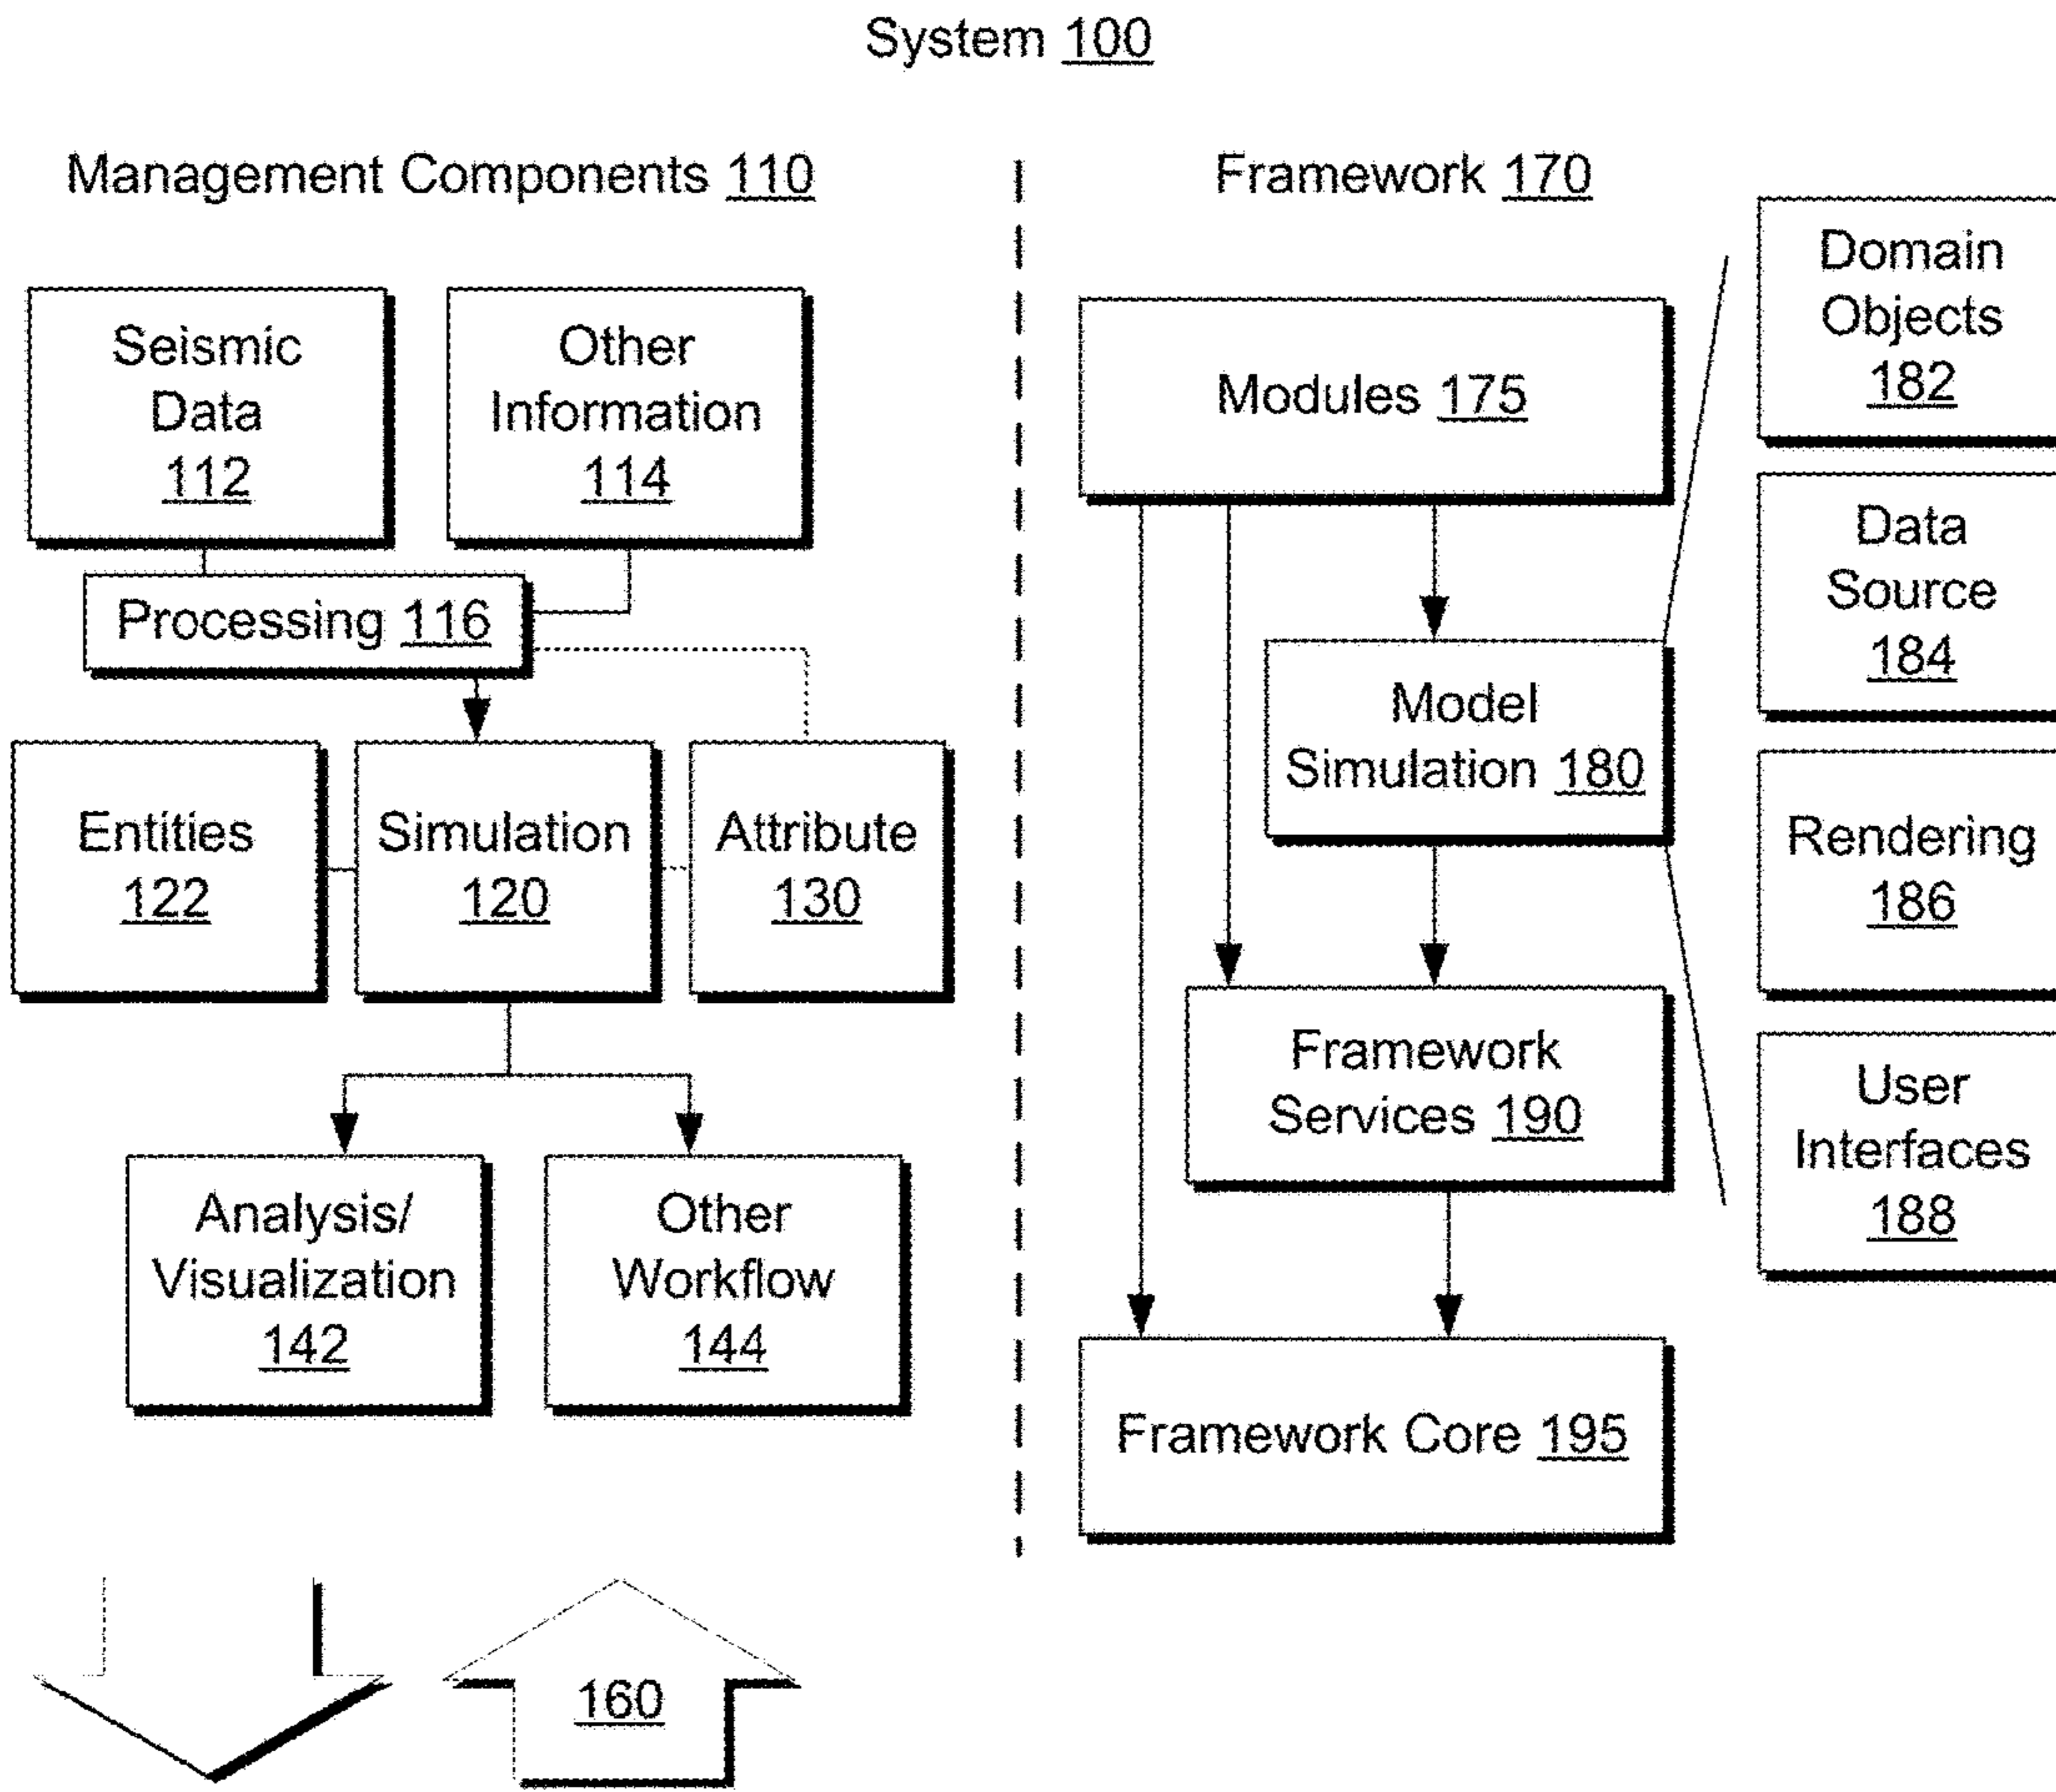 System 100
Management Components 110
Framework 170
Seismic
Data
112
Other
Information
114
Processing 116
Entities
122
Simulation
120
Attribute
130
Analysis/
Visualization
142
Other
Workflow
144
160
Modules 175
Model
Simulation 180
Framework
Services 190
Framework Core 195
Domain
Objects
182
Data
Source
184
Rendering
186
User
Interfaces
188